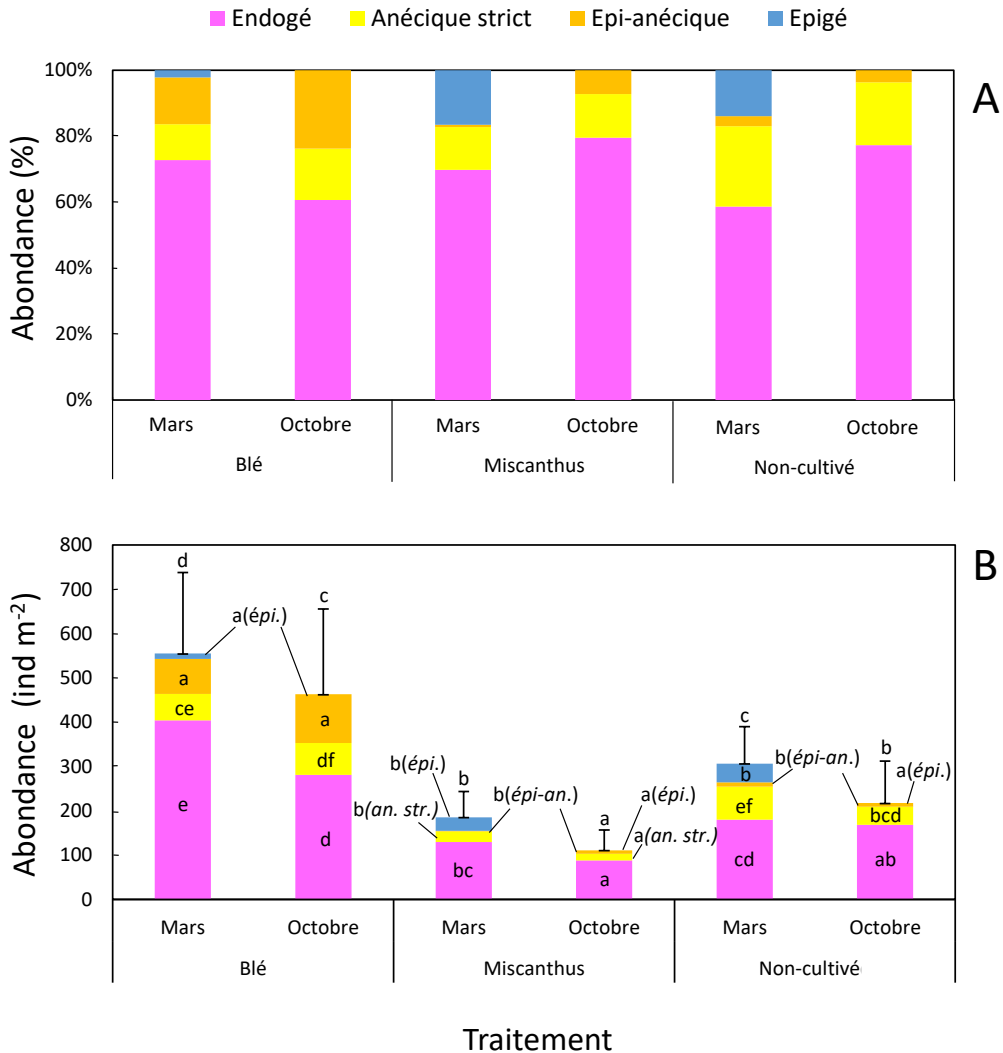 Endogé Anécique strict Epi-anécique Epigé
A
Abondance (%)
100%
80%
60%
40%
20%
0%
Mars Octobre Mars Octobre Mars Octobre
Blé Miscanthus Non-cultivé
B
Abondance (ind m-2)
800
700
600
500
400
300
200
100
0
d
a(épi.)
a
ce
e
c
a
df
d
b(épi.)
b
b(an. str.)
bc
b(épi-an.)
a
a(épi.)
a(an. str.)
a
c
b
ef
cd
b(épi-an.)
b
a(épi.)
bcd
ab
Mars Octobre Mars Octobre Mars Octobre
Blé Miscanthus Non-cultivé
Traitement